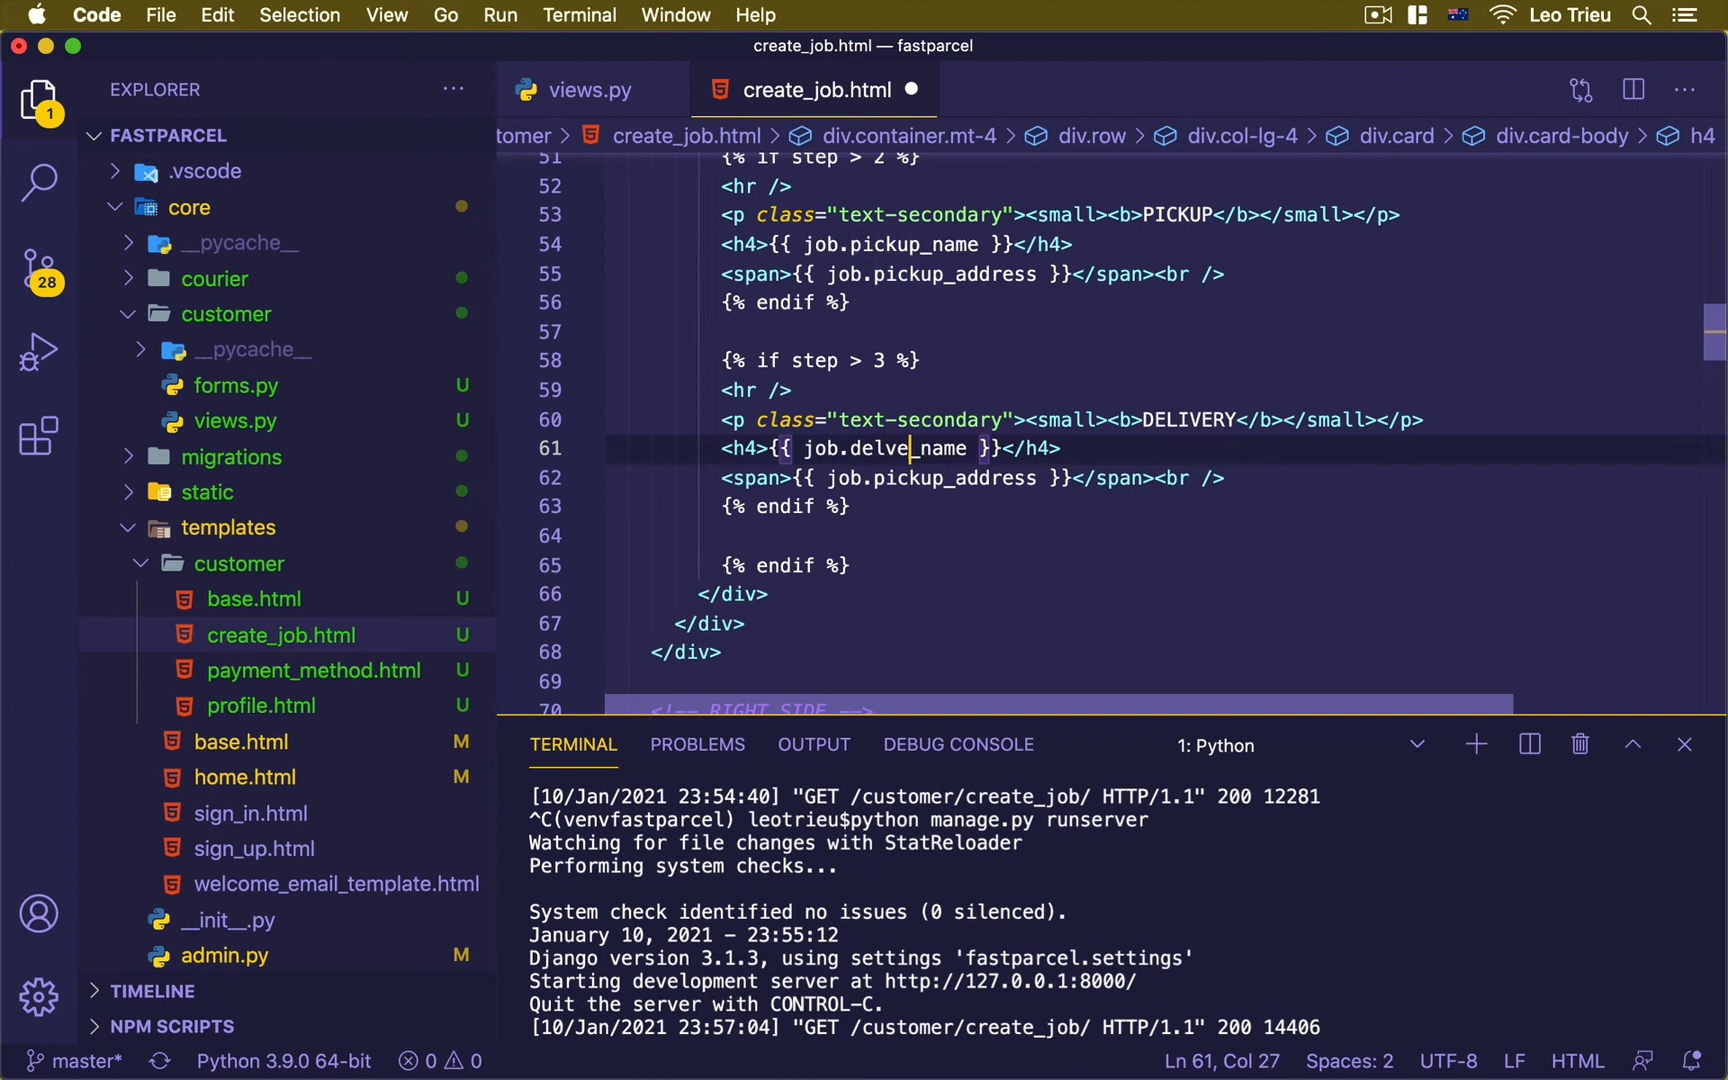 Code File Edit Selection View Go Run Terminal Window Help Leo Trieu
create_job.html — fastparcel
EXPLORER
views.py
create_job.html
1
FASTPARCEL
tomer > create_job.html > div.container.mt-4 > div.row > div.col-lg-4 > div.card > div.card-body > h4
.vscode
core
__pycache__
courier
customer
__pycache__
forms.py U
views.py U
migrations
static
templates
customer
base.html U
create_job.html U
payment_method.html U
profile.html U
base.html M
home.html M
sign_in.html
sign_up.html
welcome_email_template.html
__init__.py
admin.py M
TIMELINE
NPM SCRIPTS
28
51 {% if step > 2 %}
52 <hr />
53 <p class="text-secondary"><small><b>PICKUP</b></small></p>
54 <h4>{{ job.pickup_name }}</h4>
55 <span>{{ job.pickup_address }}</span><br />
56 {% endif %}
57
58 {% if step > 3 %}
59 <hr />
60 <p class="text-secondary"><small><b>DELIVERY</b></small></p>
61 <h4>{{ job.delve_name }}</h4>
62 <span>{{ job.pickup_address }}</span><br />
63 {% endif %}
64
65 {% endif %}
66 </div>
67 </div>
68 </div>
69
70 <!-- RIGHT SIDE -->
TERMINAL PROBLEMS OUTPUT DEBUG CONSOLE 1: Python
[10/Jan/2021 23:54:40] "GET /customer/create_job/ HTTP/1.1" 200 12281
^C(venvfastparcel) leotrieu$python manage.py runserver
Watching for file changes with StatReloader
Performing system checks...
System check identified no issues (0 silenced).
January 10, 2021 - 23:55:12
Django version 3.1.3, using settings 'fastparcel.settings'
Starting development server at http://127.0.0.1:8000/
Quit the server with CONTROL-C.
[10/Jan/2021 23:57:04] "GET /customer/create_job/ HTTP/1.1" 200 14406
master* Python 3.9.0 64-bit 0 0 Ln 61, Col 27 Spaces: 2 UTF-8 LF HTML